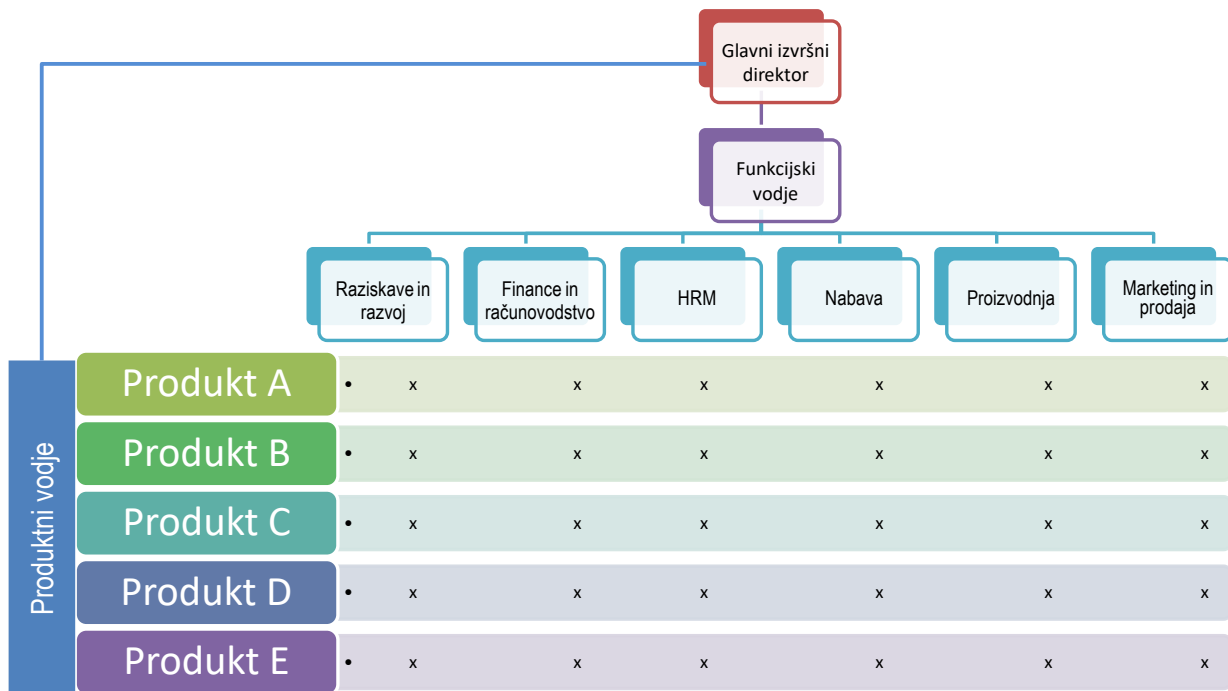 Glavni izvršni
direktor
Funkcijski
vodje
Raziskave in
razvoj
Finance in
računovodstvo
HRM
Nabava
Proizvodnja
Marketing in
prodaja
Produktni vodje
Produkt A
• x x x x x x
Produkt B
• x x x x x x
Produkt C
• x x x x x x
Produkt D
• x x x x x x
Produkt E
• x x x x x x